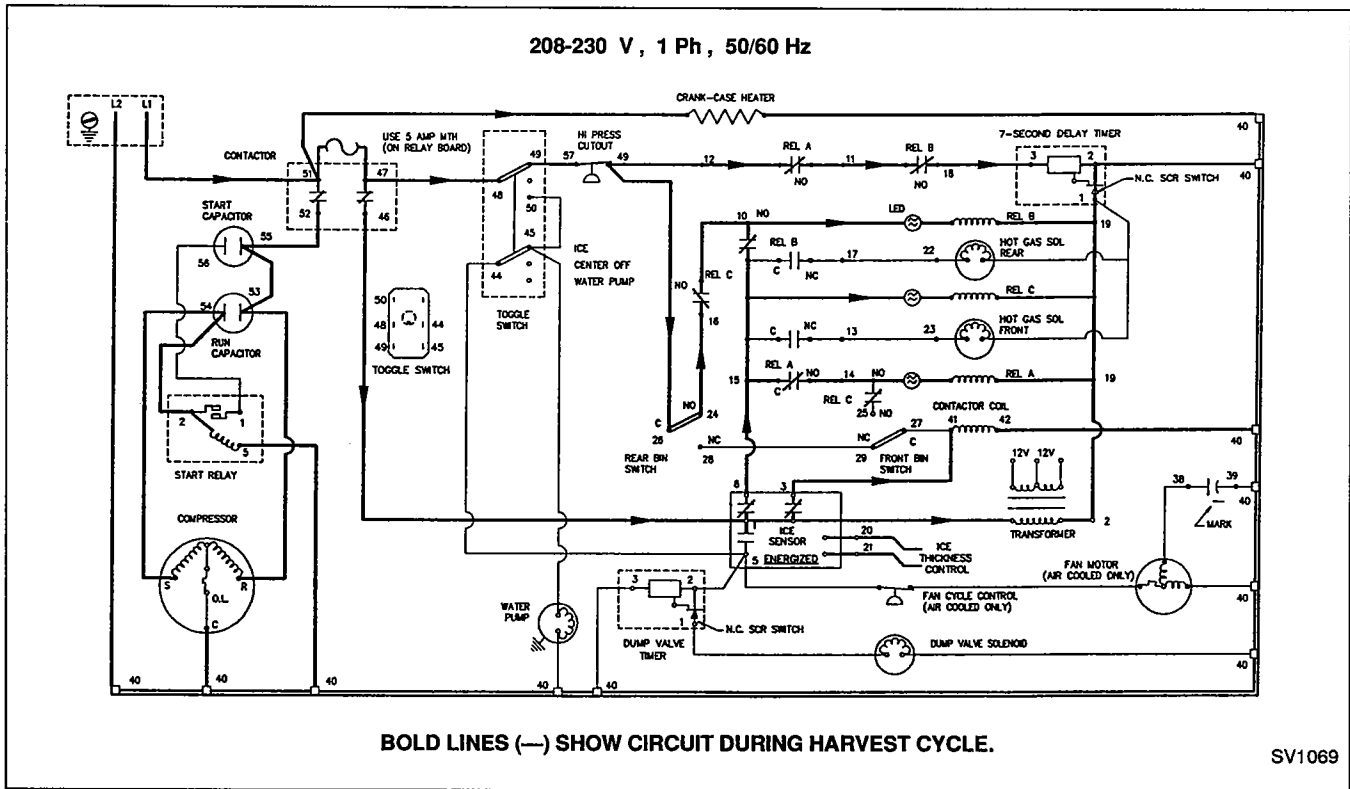 208-230 V , 1 Ph , 50/60 Hz
L2 L1
CRANK-CASE HEATER
40
USE 5 AMP MTH
(ON RELAY BOARD)
HI PRESS
CUTOUT
7-SECOND DELAY TIMER
CONTACTOR
51 47 49 57 49 12 REL A 11 REL B 18 3 2
40
NO NO
N.C. SCR SWITCH
48
52 46
50
1
START
CAPACITOR
55
56
45
44
ICE
CENTER OFF
WATER PUMP
10 NO
LED
REL B
19
REL B
C NC 17 22
HOT GAS SOL
REAR
REL C
NO
16
REL C
54 53
RUN
CAPACITOR
50
48 44
49 45
TOGGLE SWITCH
TOGGLE
SWITCH
C NC 13 23
HOT GAS SOL
FRONT
15
REL A
C NO 14
REL A
19
REL C
25 NO
2 1
5
START RELAY
C
26
NO
24
REAR BIN
SWITCH
NC
28
NC
29
27
C
FRONT BIN
SWITCH
CONTACTOR COIL
41 42
40
12V 12V
38 39
40
MARK
8 3
1
ICE
SENSOR
ENERGIZED
5
20
21
ICE
THICKNESS
CONTROL
TRANSFORMER
2
COMPRESSOR
S R
O.L.
C
FAN MOTOR
(AIR COOLED ONLY)
40
FAN CYCLE CONTROL
(AIR COOLED ONLY)
WATER
PUMP
3 2
1
N.C. SCR SWITCH
DUMP VALVE
TIMER
DUMP VALVE SOLENOID
40
40 40 40 40 40
BOLD LINES (—) SHOW CIRCUIT DURING HARVEST CYCLE.
SV1069